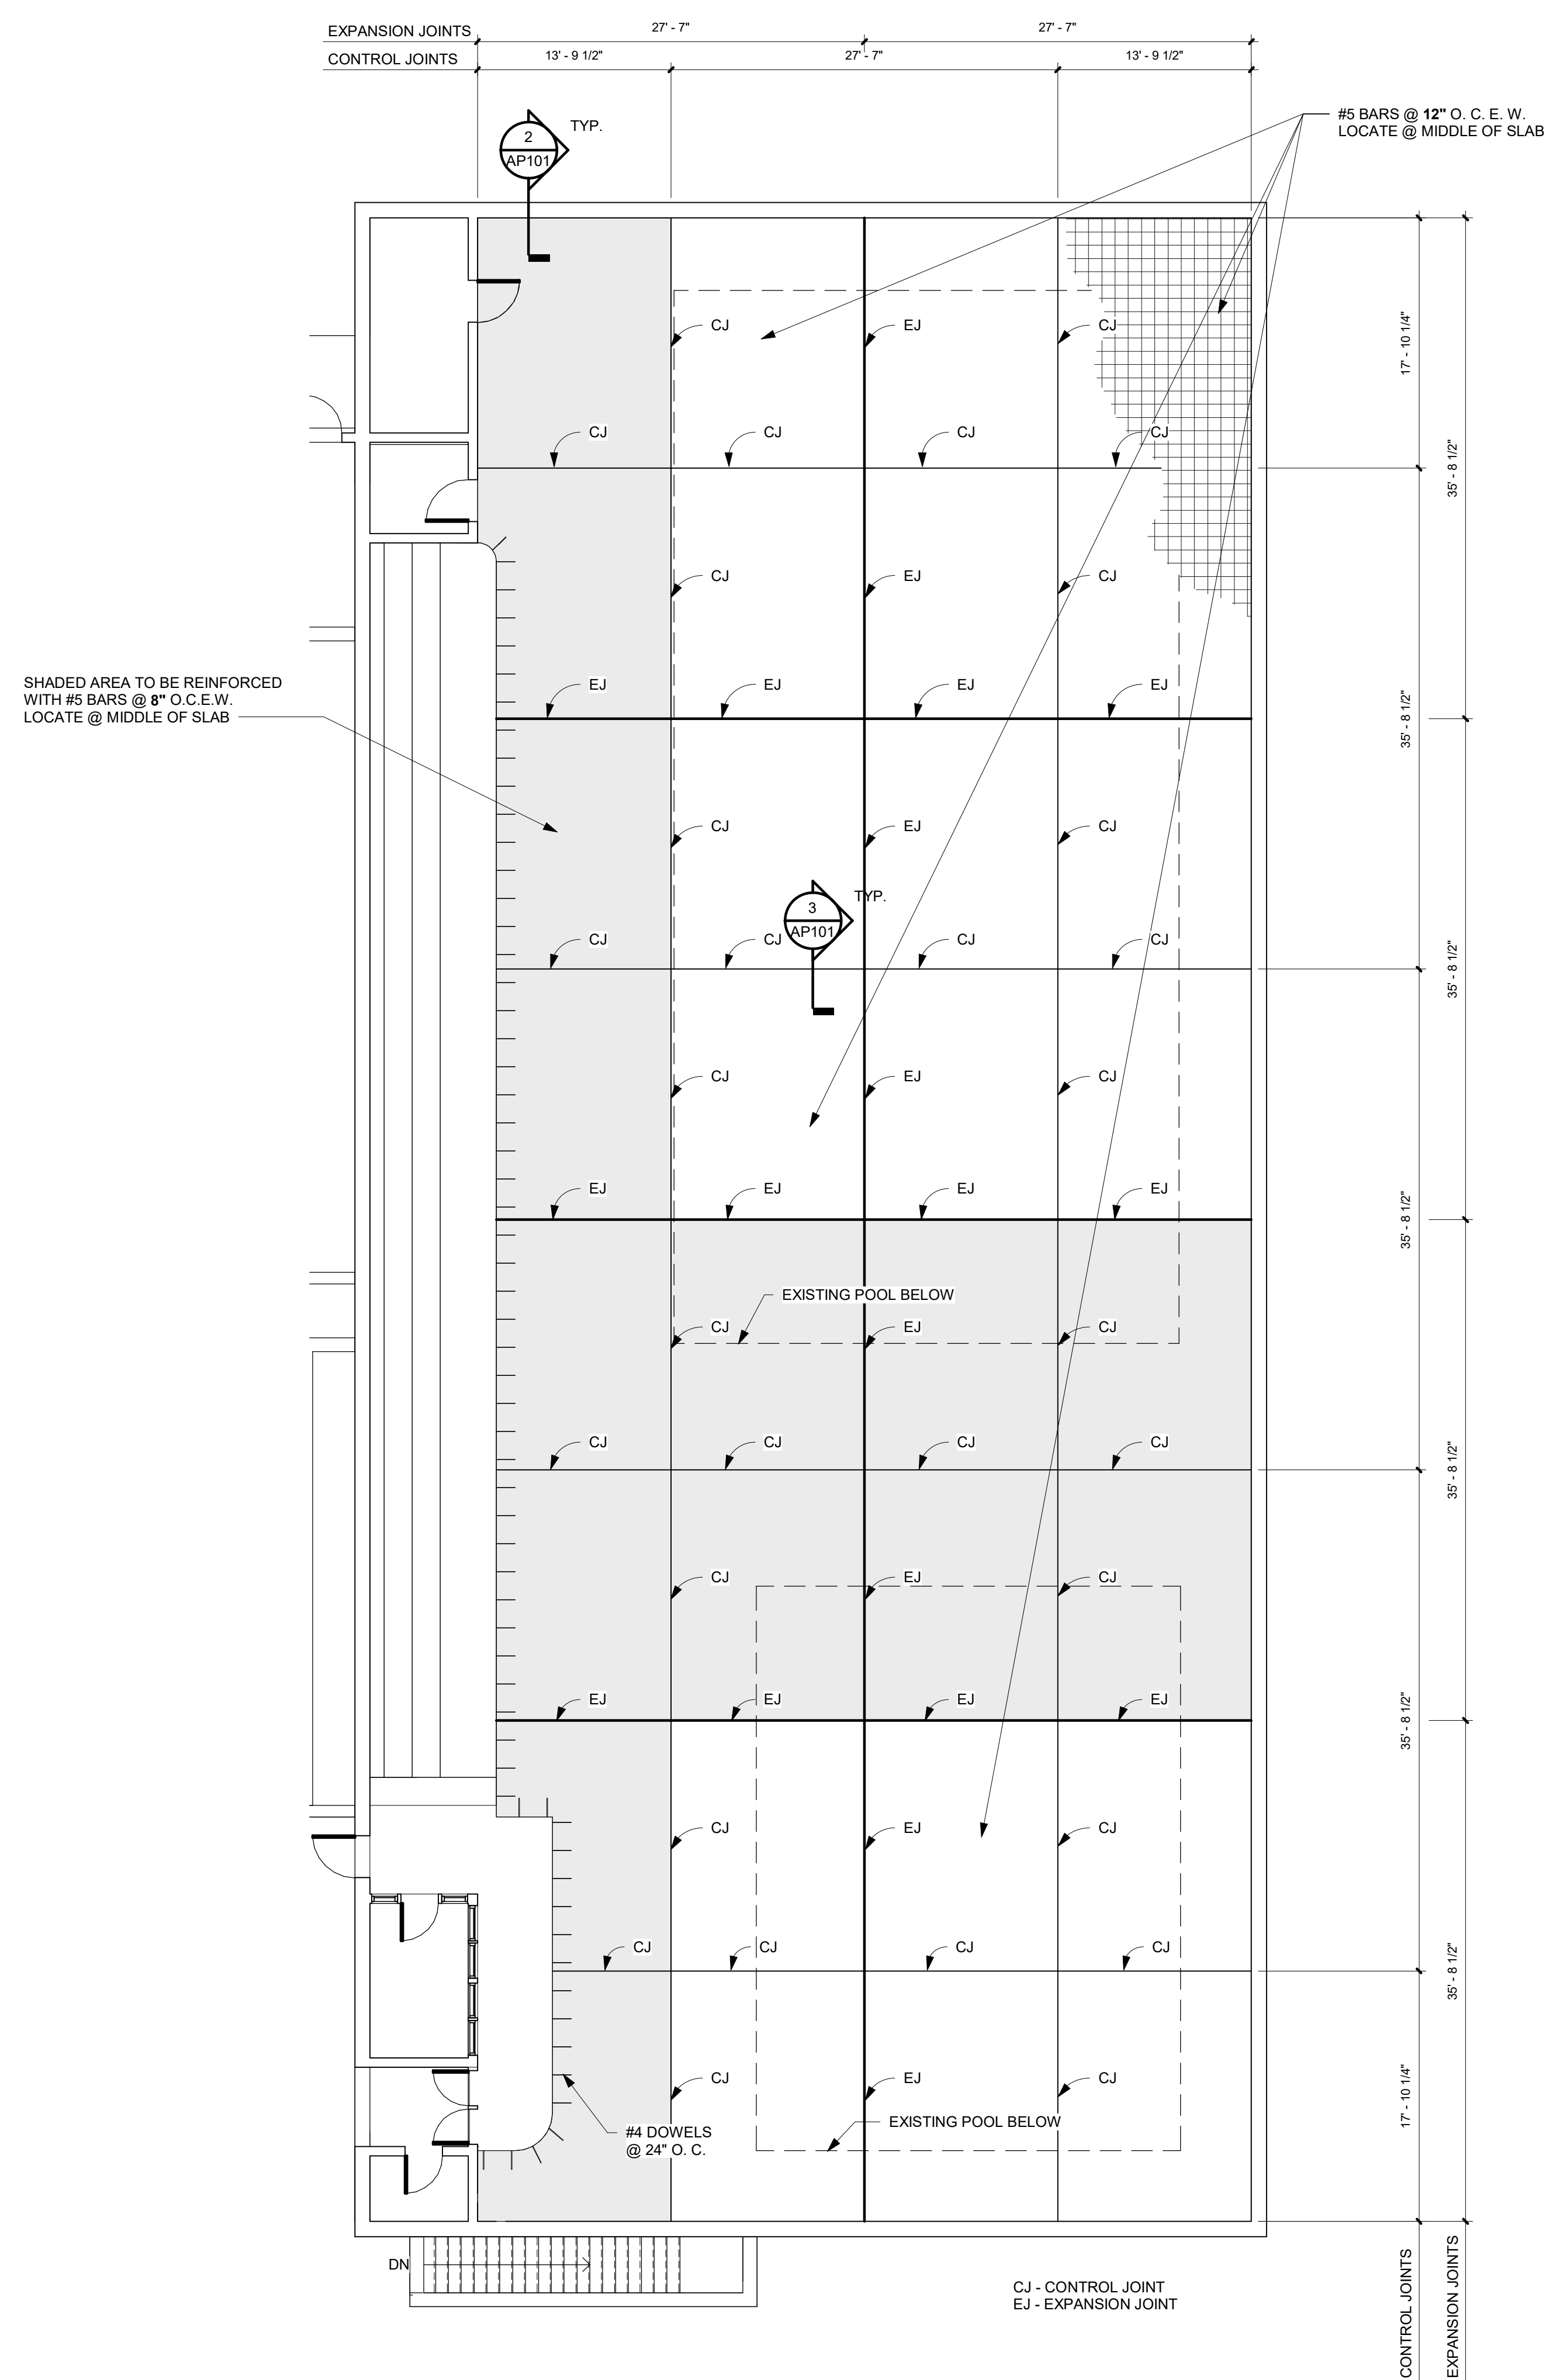 EXPANSION JOINTS
27' - 7"
27' - 7"
CONTROL JOINTS
13' - 9 1/2"
27' - 7"
13' - 9 1/2"
2
AP101
TYP.
#5 BARS @ 12" O. C. E. W.
LOCATE @ MIDDLE OF SLAB
CJ
EJ
CJ
17' - 10 1/4"
CJ
CJ
CJ
CJ
35' - 8 1/2"
CJ
EJ
CJ
SHADED AREA TO BE REINFORCED
WITH #5 BARS @ 8" O.C.E.W.
LOCATE @ MIDDLE OF SLAB
EJ
EJ
EJ
EJ
35' - 8 1/2"
CJ
EJ
CJ
3
AP101
TYP.
CJ
CJ
CJ
CJ
35' - 8 1/2"
CJ
EJ
CJ
EJ
EJ
EJ
EJ
35' - 8 1/2"
EXISTING POOL BELOW
CJ
EJ
CJ
CJ
CJ
CJ
CJ
35' - 8 1/2"
CJ
EJ
CJ
EJ
EJ
EJ
EJ
35' - 8 1/2"
CJ
EJ
CJ
CJ
CJ
CJ
CJ
35' - 8 1/2"
CJ
EJ
CJ
17' - 10 1/4"
#4 DOWELS
@ 24" O. C.
EXISTING POOL BELOW
DN
CJ - CONTROL JOINT
EJ - EXPANSION JOINT
CONTROL JOINTS
EXPANSION JOINTS